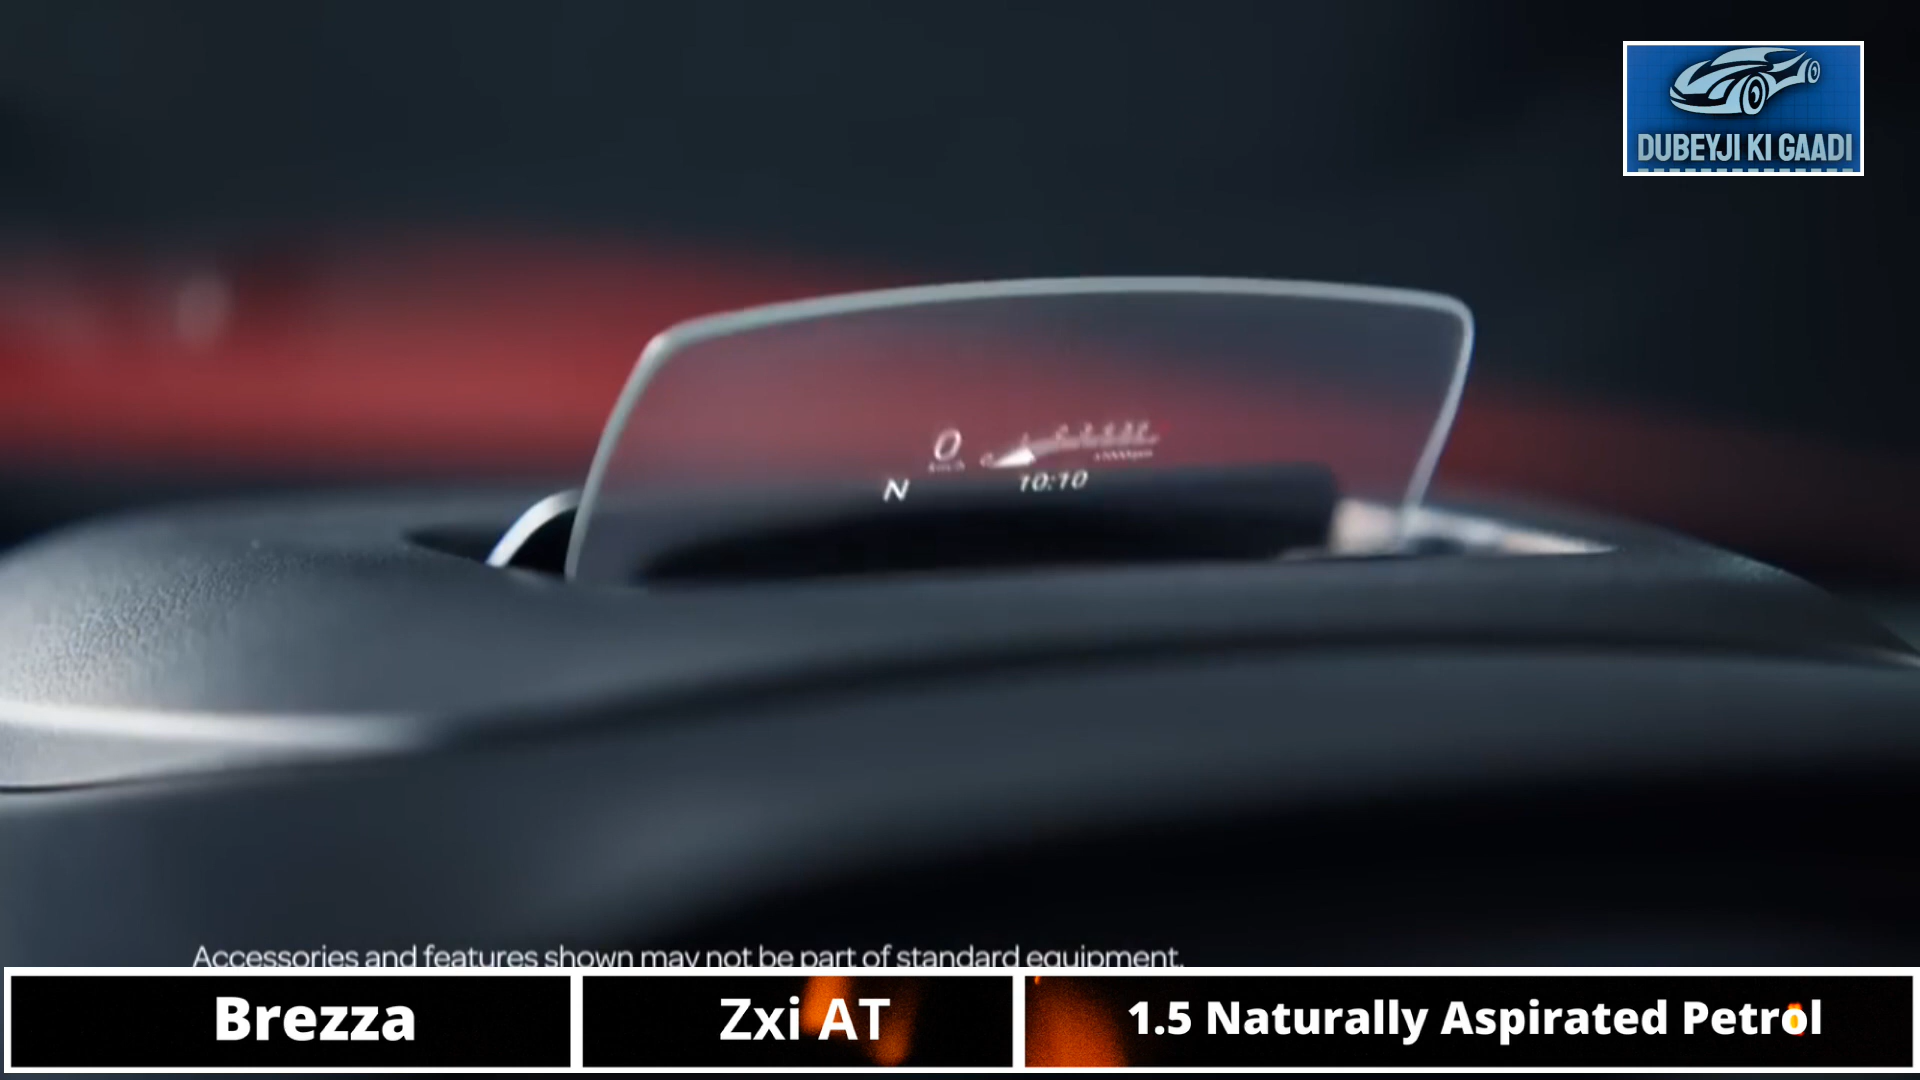 DUBEYJI KI GAADI
0
km/h
N
10:10
Accessories and features shown may not be part of standard equipment.
Brezza
Zxi AT
1.5 Naturally Aspirated Petrol